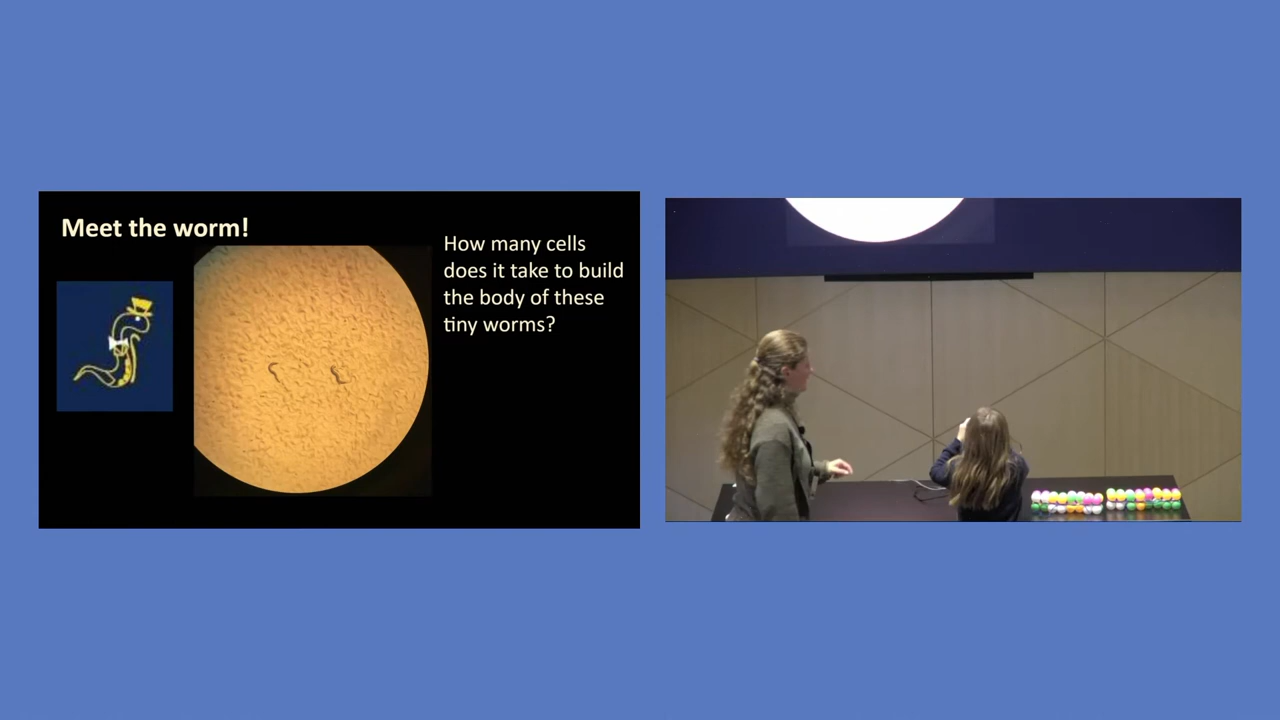 Meet the worm!
How many cells
does it take to build
the body of these
tiny worms?